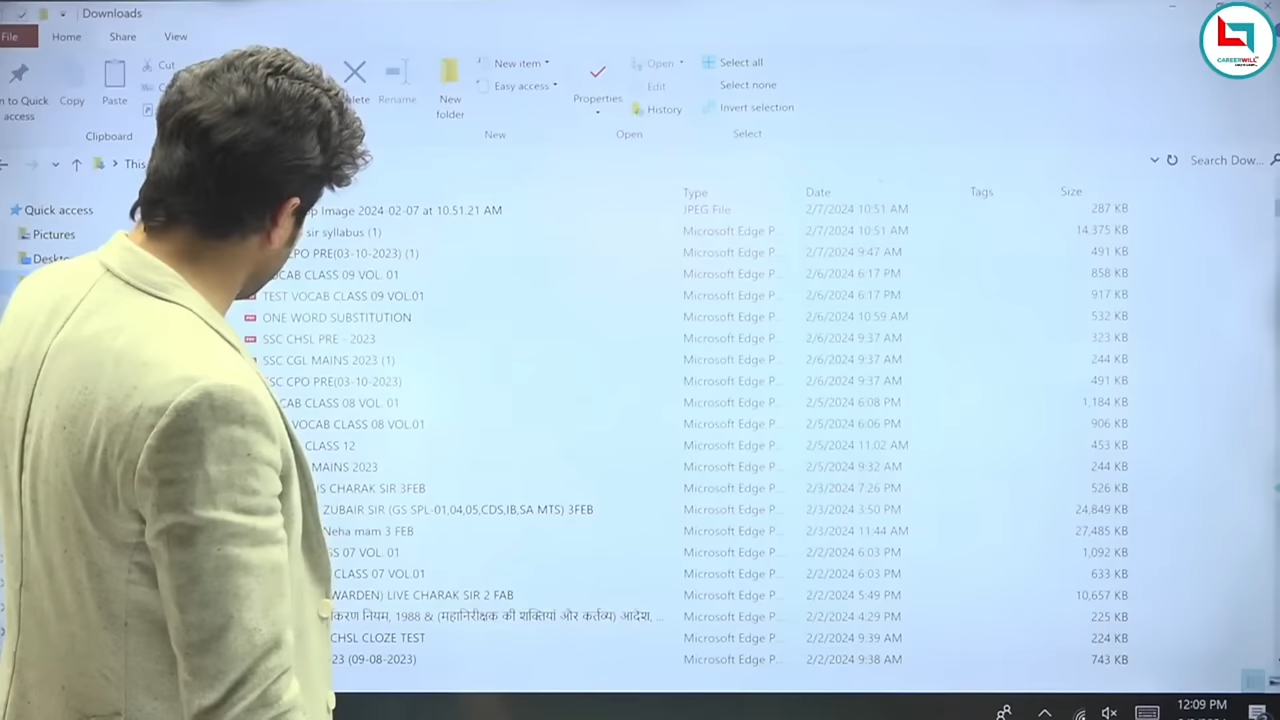 Downloads
File Home Share View
Cut
New item
Open
Select all
n to Quick access
Copy
Paste
Rename
New folder
Easy access
Properties
Edit
History
Select none
Invert selection
Clipboard
New
Open
Select
This
Search Dow...
Type Date Tags Size
Quick access
Pictures
Image 2024-02-07 at 10.51.21 AM JPEG File 2/7/2024 10:51 AM 287 KB
sir syllabus (1) Microsoft Edge P... 2/7/2024 10:51 AM 14,375 KB
CPO PRE(03-10-2023) (1) Microsoft Edge P... 2/7/2024 9:47 AM 491 KB
CLASS 09 VOL. 01 Microsoft Edge P... 2/6/2024 6:17 PM 858 KB
TEST VOCAB CLASS 09 VOL.01 Microsoft Edge P... 2/6/2024 6:17 PM 917 KB
ONE WORD SUBSTITUTION Microsoft Edge P... 2/6/2024 10:59 AM 532 KB
SSC CHSL PRE - 2023 Microsoft Edge P... 2/6/2024 9:37 AM 323 KB
SSC CGL MAINS 2023 (1) Microsoft Edge P... 2/6/2024 9:37 AM 244 KB
SSC CPO PRE(03-10-2023) Microsoft Edge P... 2/6/2024 9:37 AM 491 KB
CAB CLASS 08 VOL. 01 Microsoft Edge P... 2/5/2024 6:08 PM 1,184 KB
VOCAB CLASS 08 VOL.01 Microsoft Edge P... 2/5/2024 6:06 PM 906 KB
CLASS 12 Microsoft Edge P... 2/5/2024 11:02 AM 453 KB
MAINS 2023 Microsoft Edge P... 2/5/2024 9:32 AM 244 KB
CHARAK SIR 3FEB Microsoft Edge P... 2/3/2024 7:26 PM 526 KB
ZUBAIR SIR (GS SPL-01,04,05,CDS,IB,SA MTS) 3FEB Microsoft Edge P... 2/3/2024 3:50 PM 24,849 KB
Neha mam 3 FEB Microsoft Edge P... 2/3/2024 11:44 AM 27,485 KB
07 VOL. 01 Microsoft Edge P... 2/2/2024 6:03 PM 1,092 KB
CLASS 07 VOL.01 Microsoft Edge P... 2/2/2024 6:03 PM 633 KB
WARDEN) LIVE CHARAK SIR 2 FAB Microsoft Edge P... 2/2/2024 5:49 PM 10,657 KB
करण नियम, 1988 & (महानिरीक्षक की शक्तियां और कर्तव्य) आदेश, ... Microsoft Edge P... 2/2/2024 4:29 PM 225 KB
CHSL CLOZE TEST Microsoft Edge P... 2/2/2024 9:39 AM 224 KB
23 (09-08-2023) Microsoft Edge P... 2/2/2024 9:38 AM 743 KB
12:09 PM
CAREERWILL